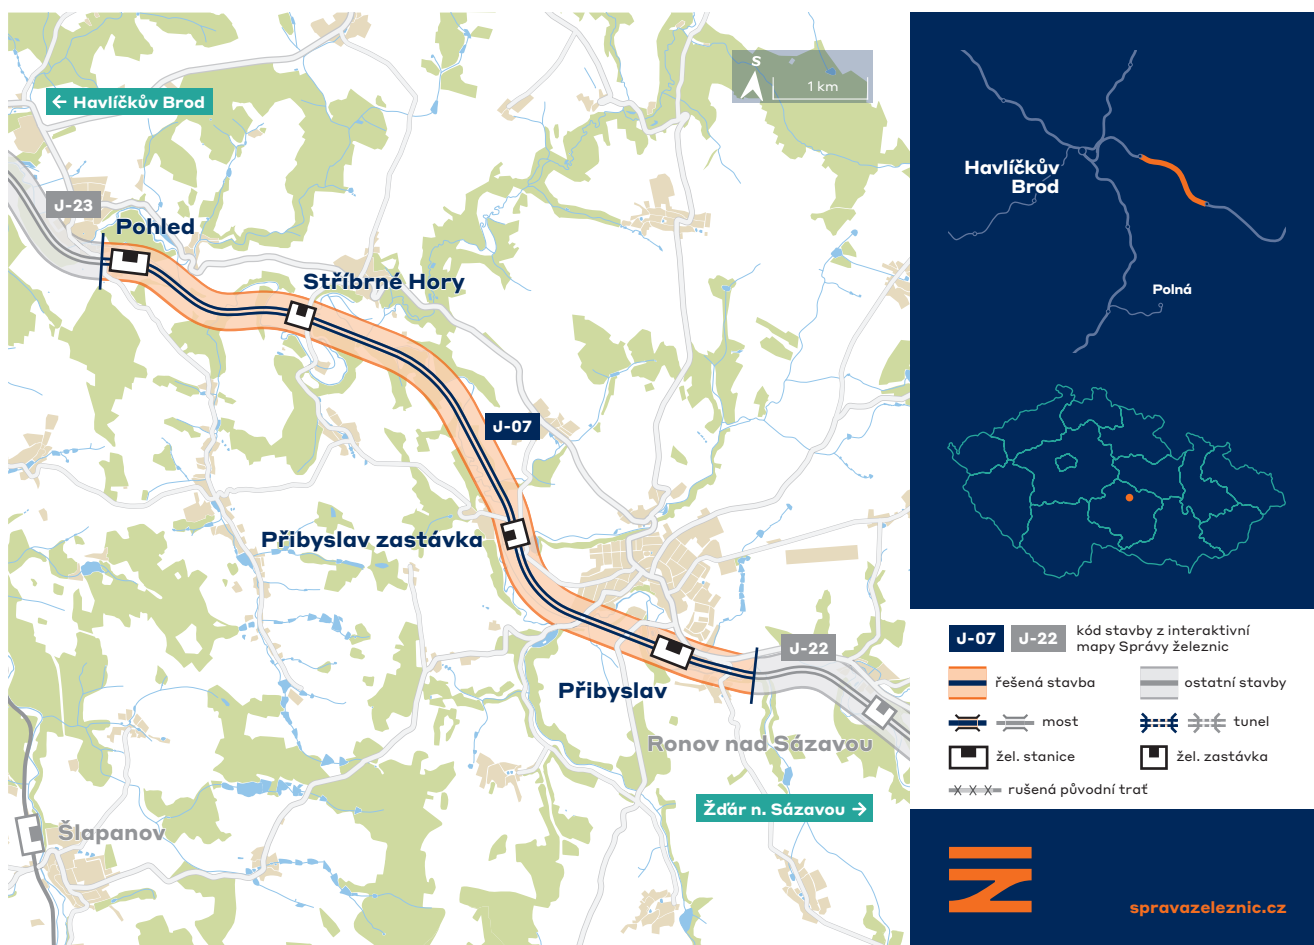 ← Havlíčkův Brod
S
1 km
J-23
Pohled
Stříbrné Hory
J-07
Přibyslav zastávka
J-22
Přibyslav
Ronov nad Sázavou
Žďár n. Sázavou →
Šlapanov
Havlíčkův
Brod
Polná
J-07 J-22 kód stavby z interaktivní
mapy Správy železnic
řešená stavba ostatní stavby
most tunel
žel. stanice žel. zastávka
rušená původní trať
spravazeleznic.cz